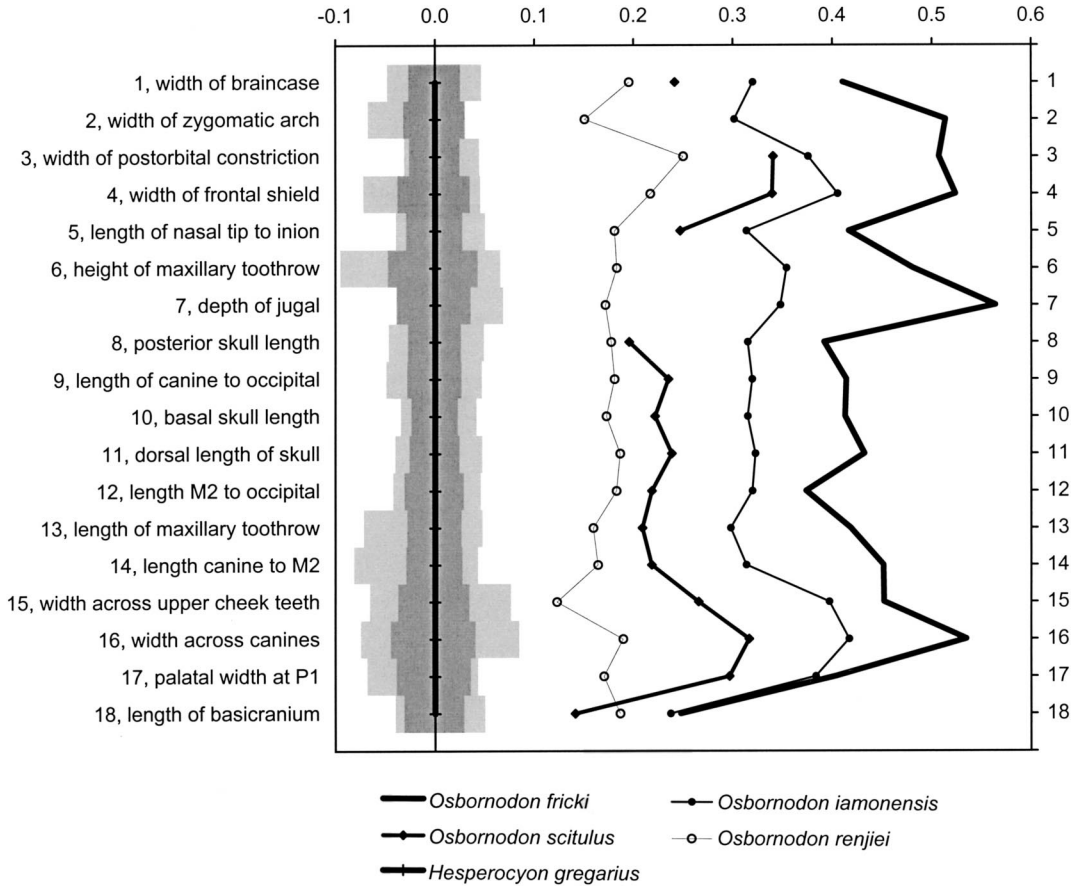 -0.1 0.0 0.1 0.2 0.3 0.4 0.5 0.6
1, width of braincase 1
2, width of zygomatic arch 2
3, width of postorbital constriction 3
4, width of frontal shield 4
5, length of nasal tip to inion 5
6, height of maxillary toothrow 6
7, depth of jugal 7
8, posterior skull length 8
9, length of canine to occipital 9
10, basal skull length 10
11, dorsal length of skull 11
12, length M2 to occipital 12
13, length of maxillary toothrow 13
14, length canine to M2 14
15, width across upper cheek teeth 15
16, width across canines 16
17, palatal width at P1 17
18, length of basicranium 18
Osbornodon fricki Osbornodon iamonensis
Osbornodon scitulus Osbornodon renjiei
Hesperocyon gregarius